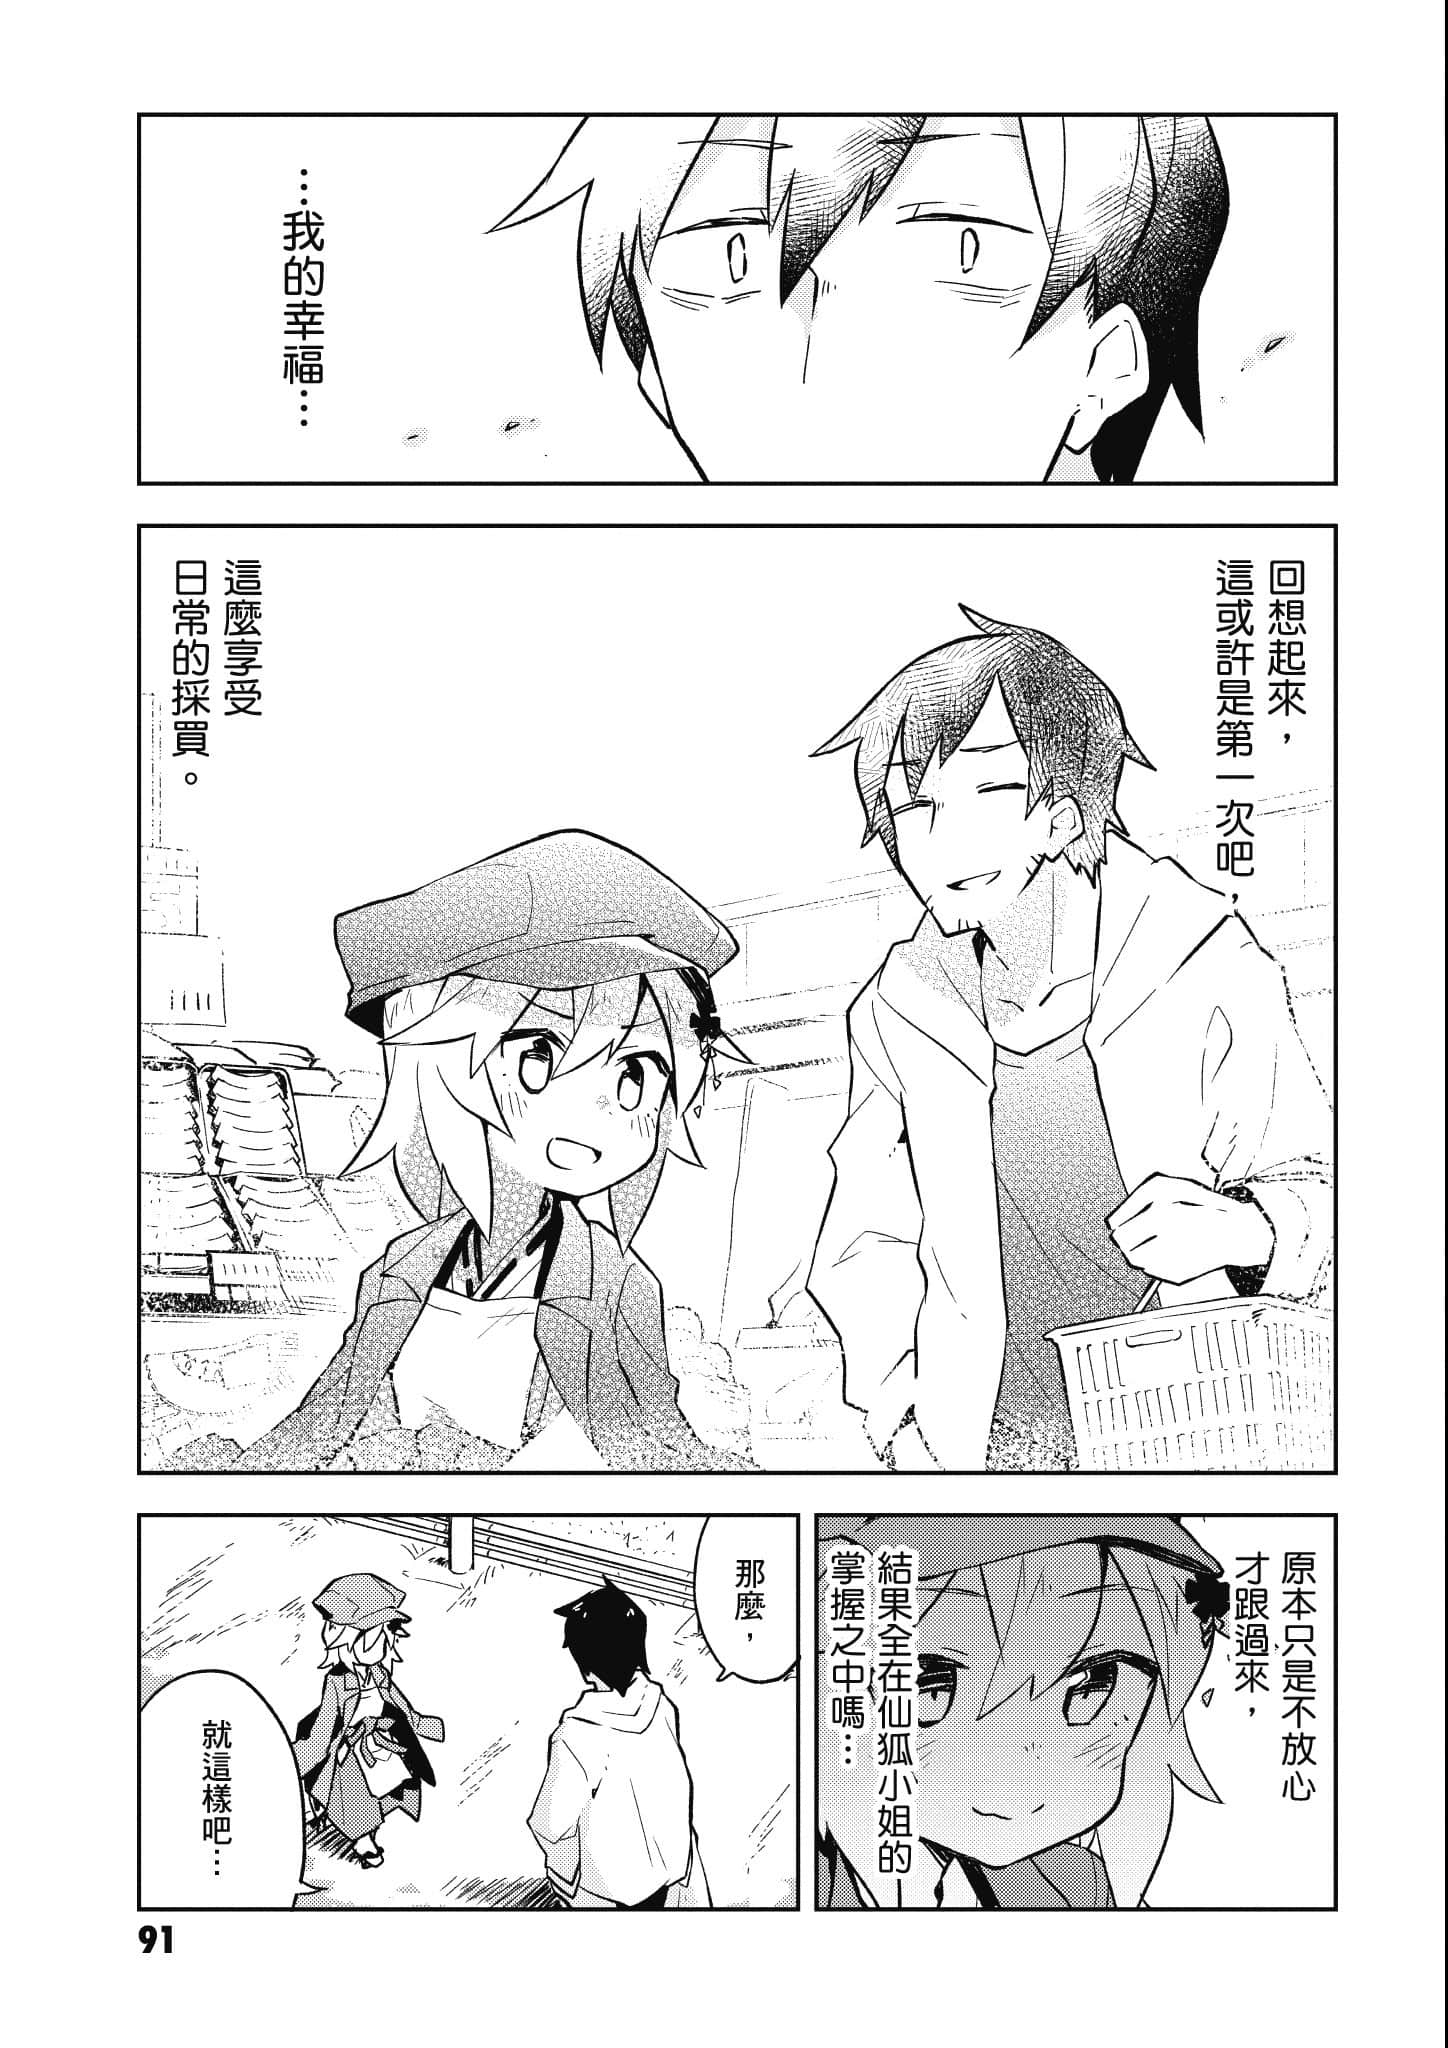 …我的幸福…
回想起來，
這或許是第一次吧，
這麼享受
日常的採買。
原本只是不放心
才跟過來，
結果全在仙狐小姐的
掌握之中嗎…
那麼，
就這樣吧…
91